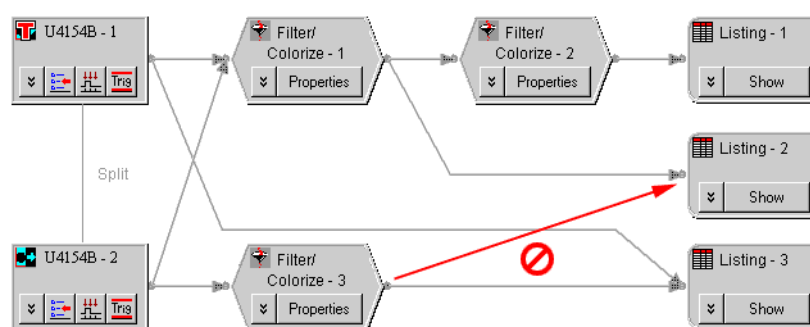 U4154B - 1
Trig
Filter/
Colorize - 1
Properties
Filter/
Colorize - 2
Properties
Listing - 1
Show
Split
Listing - 2
Show
U4154B - 2
Trig
Filter/
Colorize - 3
Properties
Listing - 3
Show